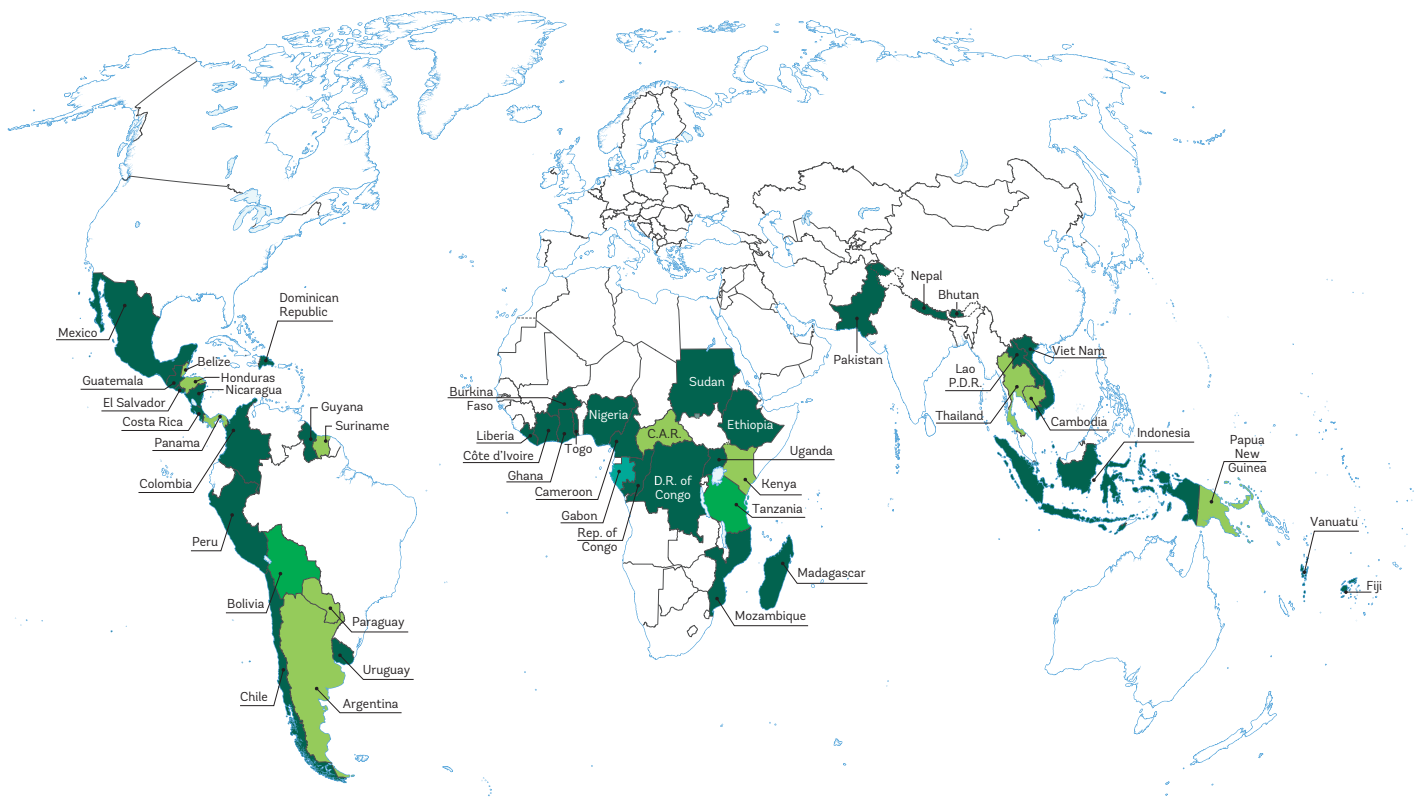 Mexico
Dominican
Republic
Belize
Guatemala
Honduras
Nicaragua
El Salvador
Costa Rica
Panama
Colombia
Guyana
Suriname
Peru
Bolivia
Paraguay
Uruguay
Chile
Argentina
Burkina
Faso
Liberia
Côte d'Ivoire
Ghana
Togo
Nigeria
Cameroon
Gabon
Rep. of
Congo
C.A.R.
D.R. of
Congo
Sudan
Ethiopia
Uganda
Kenya
Tanzania
Madagascar
Mozambique
Pakistan
Nepal
Bhutan
Lao
P.D.R.
Viet Nam
Thailand
Cambodia
Indonesia
Papua
New
Guinea
Vanuatu
Fiji